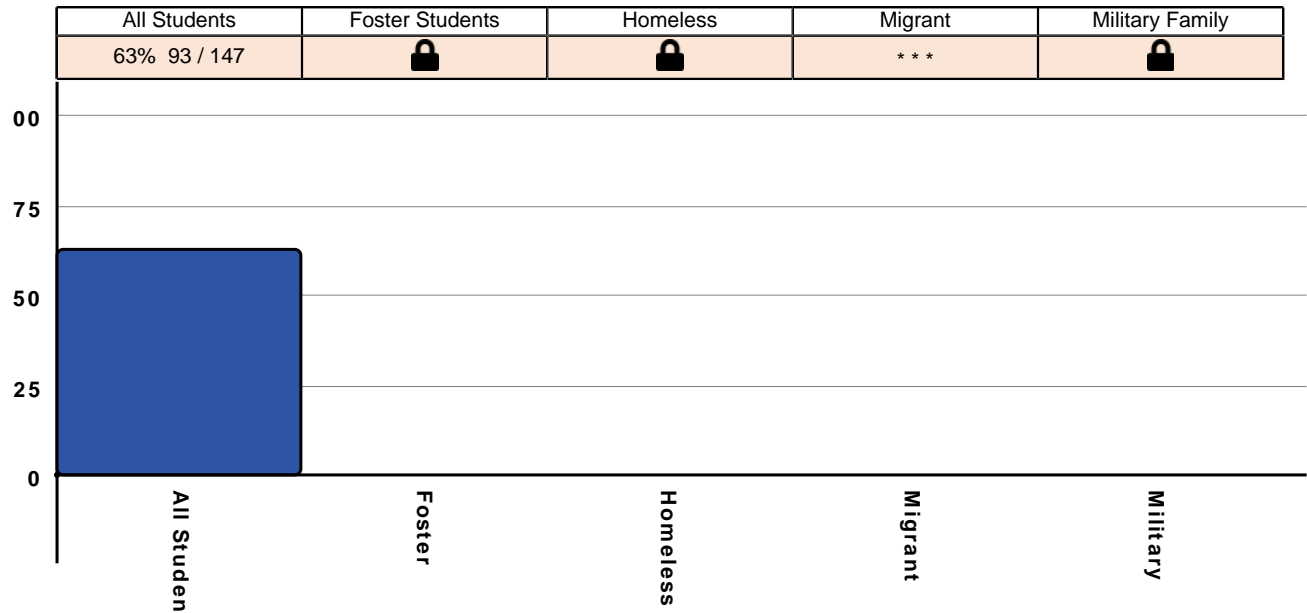 All Students Foster Students Homeless Migrant Military Family
63% 93 / 147 * * *
00
75
50
25
0
All Studen
Foster
Homeless
Migrant
Military